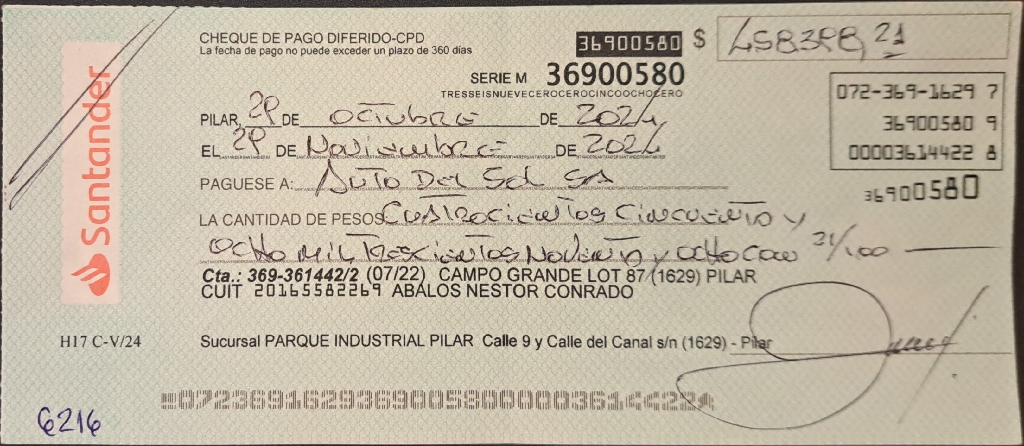 CHEQUE DE PAGO DIFERIDO-CPD
La fecha de pago no puede exceder un plazo de 360 días
36900580 $ 458398, 21
SERIE M 36900580
TRESSEISNUEVECEROCEROCINCOOCHOCERO
072-369-1629 7
36900580 9
00003614422 8
36900580
PILAR, 29 DE OCTUBRE DE 2024
EL 29 DE Noviembre DE 2024
PAGUESE A: AUTO DEL SOL SA
LA CANTIDAD DE PESOS Cuatrocientos Cincuenta y
ocho mil Trescientos Noventa y ocho con 21/100
Cta.: 369-361442/2 (07/22) CAMPO GRANDE LOT 87 (1629) PILAR
CUIT 20165582269 ABALOS NESTOR CONRADO
Santander
H17 C-V/24
Sucursal PARQUE INDUSTRIAL PILAR Calle 9 y Calle del Canal s/n (1629) - Pilar
6216